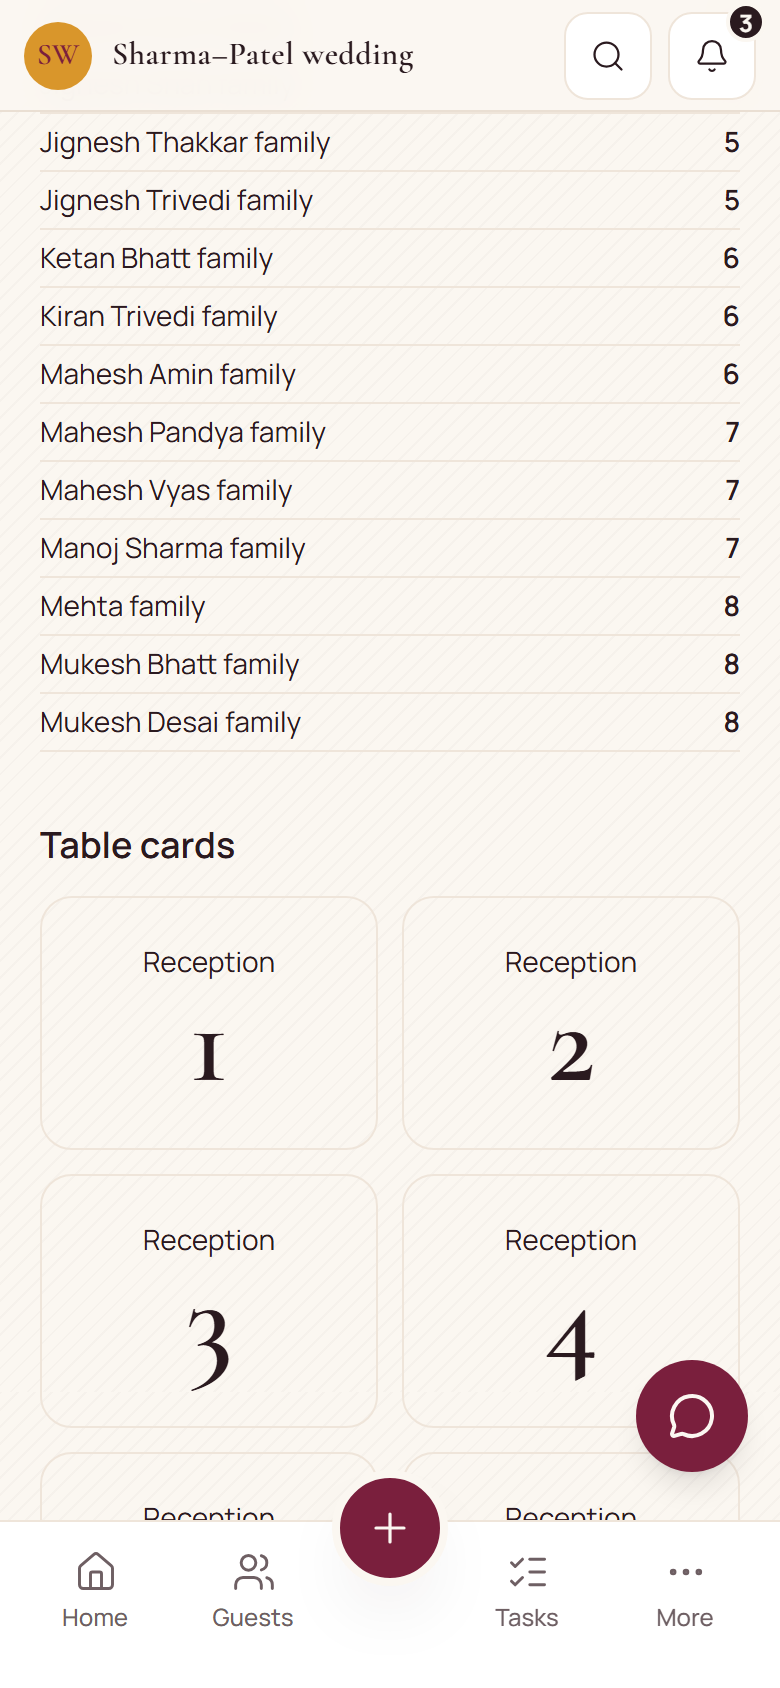 SW Sharma–Patel wedding 3
Jignesh Thakkar family 5
Jignesh Trivedi family 5
Ketan Bhatt family 6
Kiran Trivedi family 6
Mahesh Amin family 6
Mahesh Pandya family 7
Mahesh Vyas family 7
Manoj Sharma family 7
Mehta family 8
Mukesh Bhatt family 8
Mukesh Desai family 8
Table cards
Reception Reception
1 2
Reception Reception
3 4
Reception Reception
Home Guests Tasks More